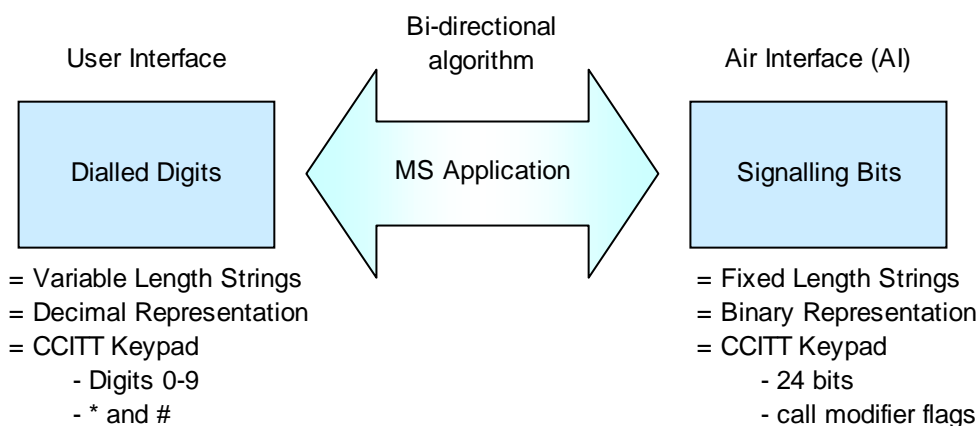 User Interface
Dialled Digits
= Variable Length Strings
= Decimal Representation
= CCITT Keypad
- Digits 0-9
- * and #
Bi-directional
algorithm
MS Application
Air Interface (AI)
Signalling Bits
= Fixed Length Strings
= Binary Representation
= CCITT Keypad
- 24 bits
- call modifier flags